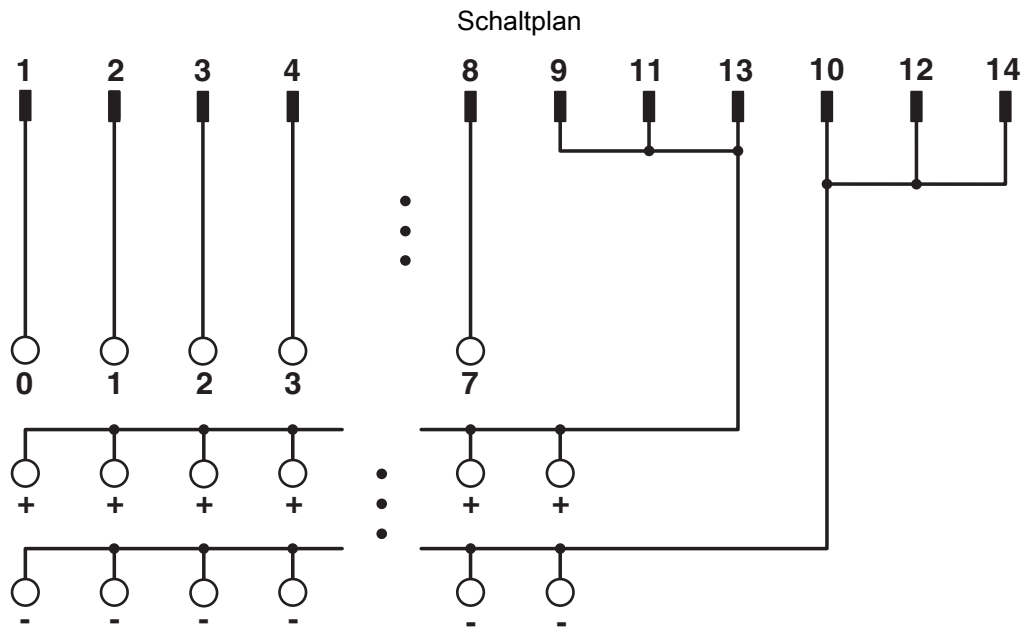 Schaltplan
1 2 3 4 8 9 11 13 10 12 14
0 1 2 3 7
+ + + + + +
- - - - - -